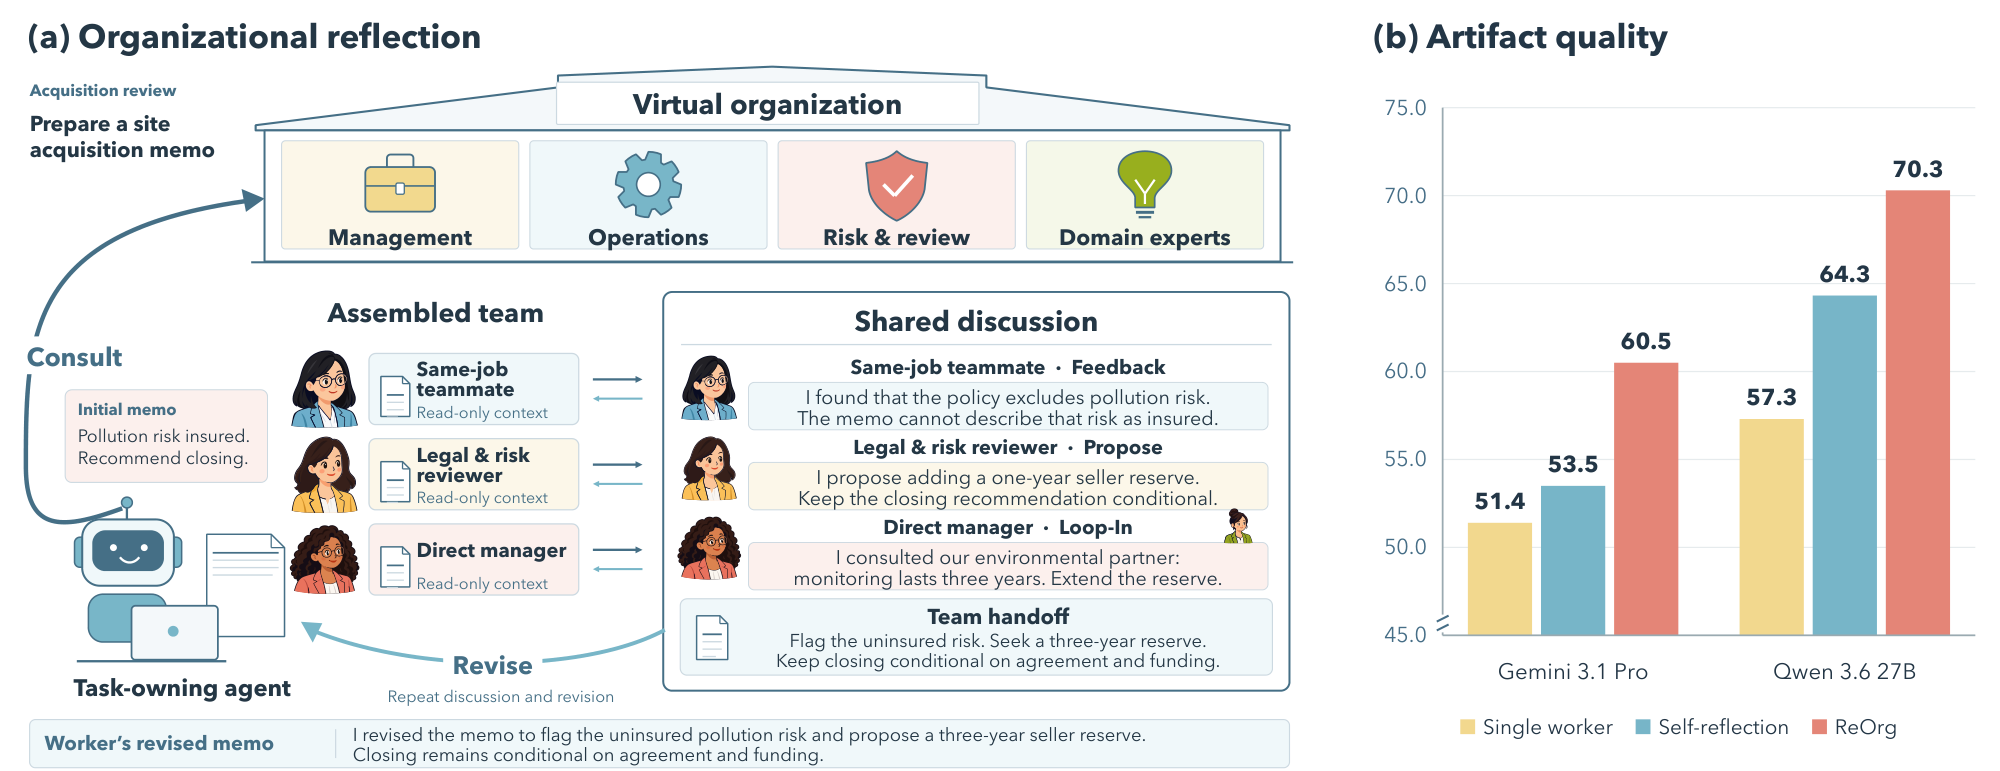 (a) Organizational reflection
Acquisition review
Prepare a site
acquisition memo
Virtual organization
Management
Operations
Risk & review
Domain experts
Consult
Initial memo
Pollution risk insured.
Recommend closing.
Task-owning agent
Assembled team
Same-job
teammate
Read-only context
Legal & risk
reviewer
Read-only context
Direct manager
Read-only context
Shared discussion
Same-job teammate · Feedback
I found that the policy excludes pollution risk.
The memo cannot describe that risk as insured.
Legal & risk reviewer · Propose
I propose adding a one-year seller reserve.
Keep the closing recommendation conditional.
Direct manager · Loop-In
I consulted our environmental partner:
monitoring lasts three years. Extend the reserve.
Team handoff
Flag the uninsured risk. Seek a three-year reserve.
Keep closing conditional on agreement and funding.
Revise
Repeat discussion and revision
Worker's revised memo
I revised the memo to flag the uninsured pollution risk and propose a three-year seller reserve.
Closing remains conditional on agreement and funding.
(b) Artifact quality
75.0
70.0
65.0
60.0
55.0
50.0
45.0
51.4
53.5
60.5
57.3
64.3
70.3
Gemini 3.1 Pro
Qwen 3.6 27B
Single worker
Self-reflection
ReOrg